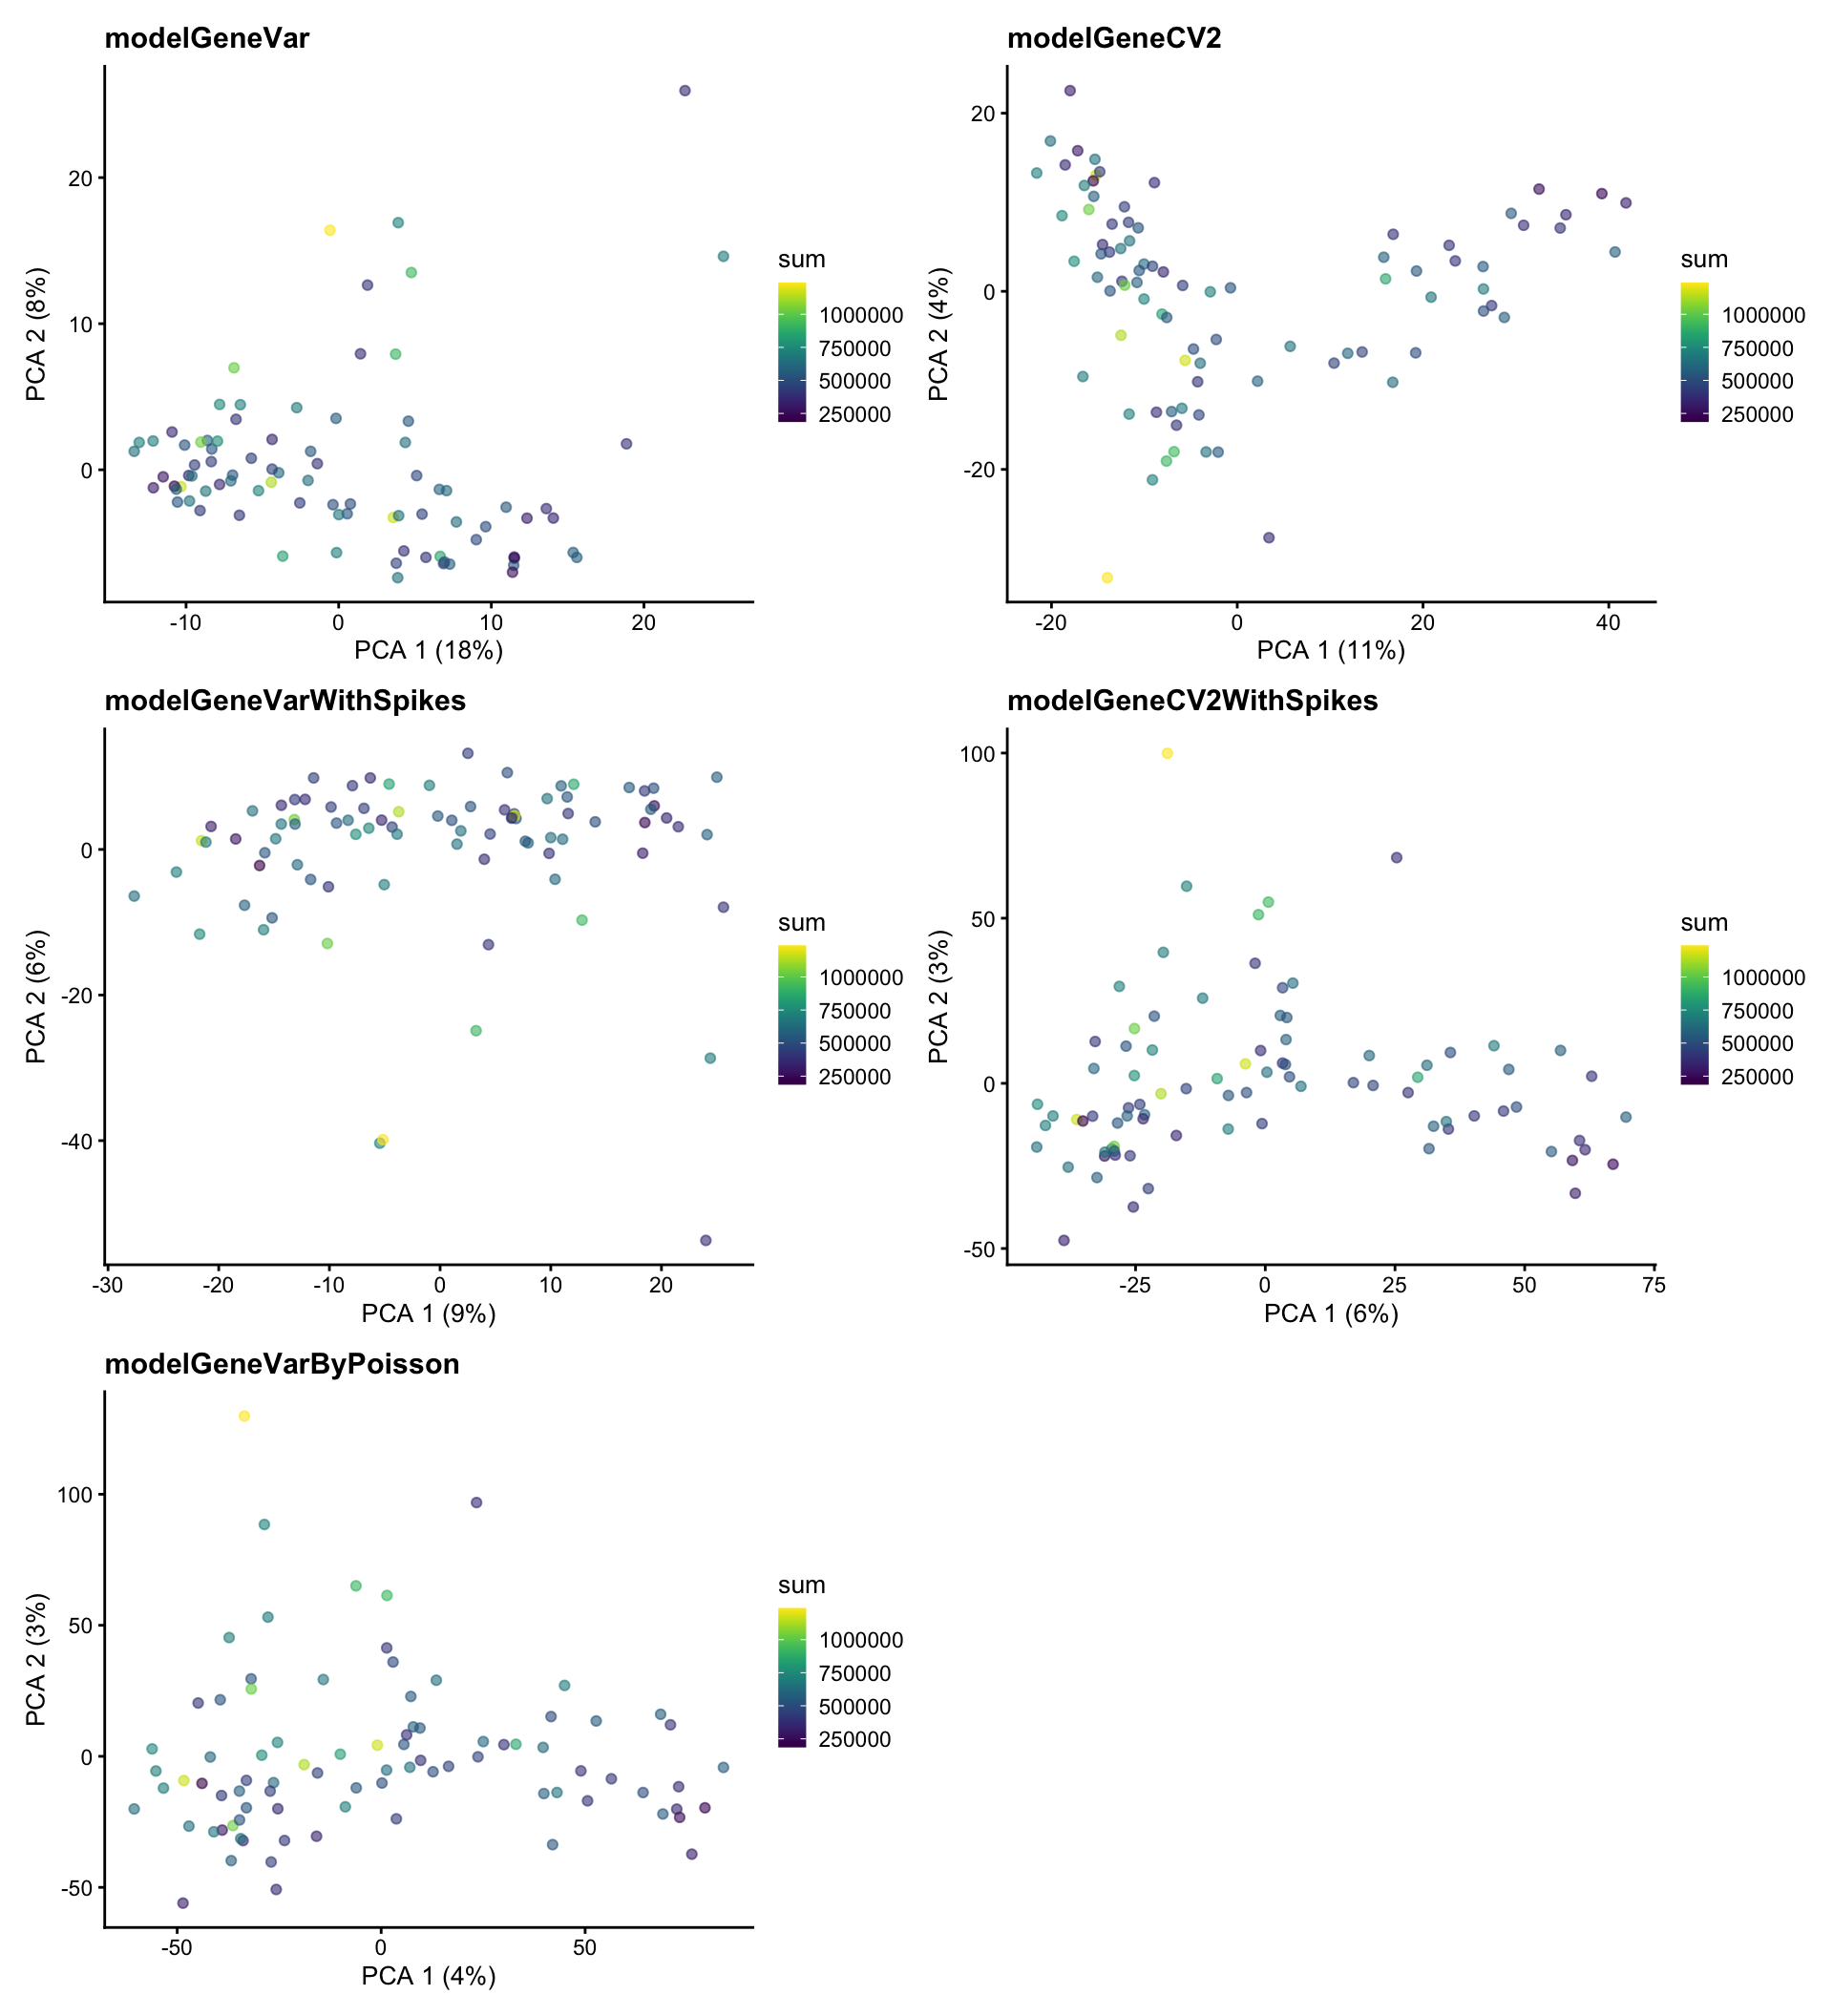 modelGeneVar
PCA 2 (8%)
20
10
0
-10
0
10
20
PCA 1 (18%)
sum
1000000
750000
500000
250000
modelGeneCV2
PCA 2 (4%)
20
0
-20
-20
0
20
40
PCA 1 (11%)
sum
1000000
750000
500000
250000
modelGeneVarWithSpikes
PCA 2 (6%)
0
-20
-40
-30
-20
-10
0
10
20
PCA 1 (9%)
sum
1000000
750000
500000
250000
modelGeneCV2WithSpikes
PCA 2 (3%)
100
50
0
-50
-25
0
25
50
75
PCA 1 (6%)
sum
1000000
750000
500000
250000
modelGeneVarByPoisson
PCA 2 (3%)
100
50
0
-50
-50
0
50
PCA 1 (4%)
sum
1000000
750000
500000
250000